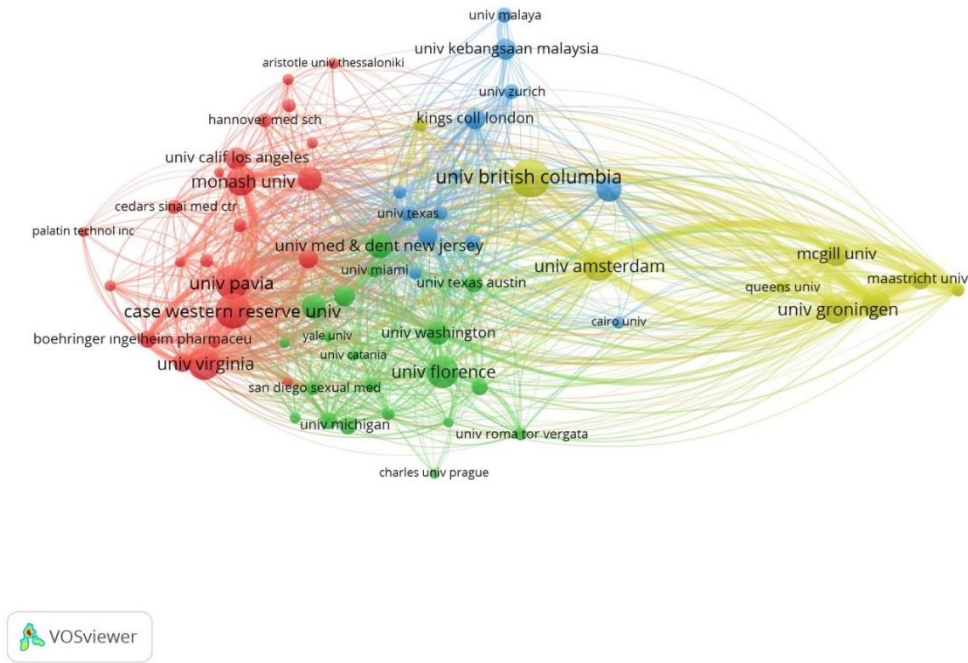 univ malaya
univ kebangsaan malaysia
aristotle univ thessaloniki
univ zurich
hannover med sch
kings coll london
univ calif los angeles
monash univ
univ british columbia
cedars sinai med ctr
univ texas
palatin technol inc
univ med & dent new jersey
mcgill univ
univ miami
univ amsterdam
maastricht univ
univ pavia
univ texas austin
queens univ
case western reserve univ
univ groningen
cairo univ
boehringer ingelheim pharmaceu
yale univ
univ washington
univ catania
univ virginia
univ florence
san diego sexual med
univ michigan
univ roma tor vergata
charles univ prague
VOSviewer